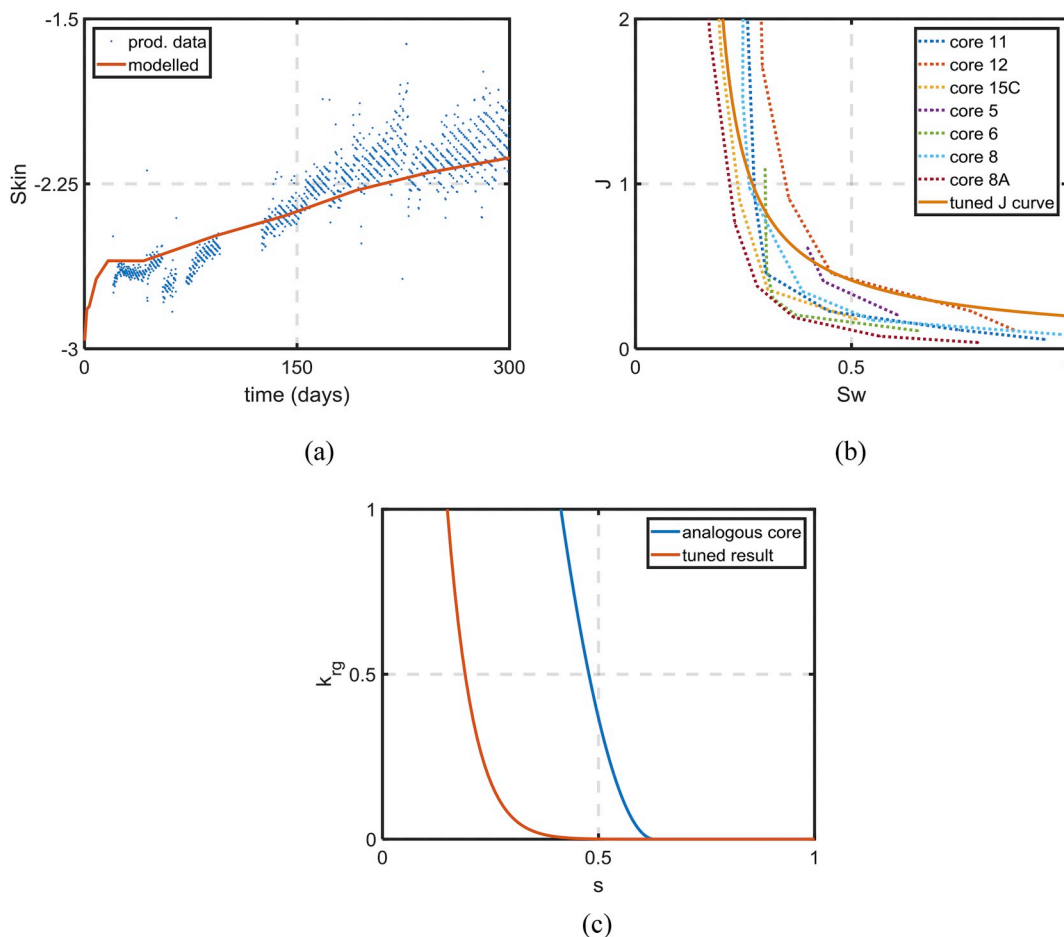 -1.5
prod. data
modelled
Skin
-2.25
-3
0
150
300
time (days)
(a)
2
core 11
core 12
core 15C
core 5
core 6
core 8
core 8A
tuned J curve
J
1
0
0
0.5
Sw
(b)
1
analogous core
tuned result
k_rg
0.5
0
0
0.5
1
s
(c)